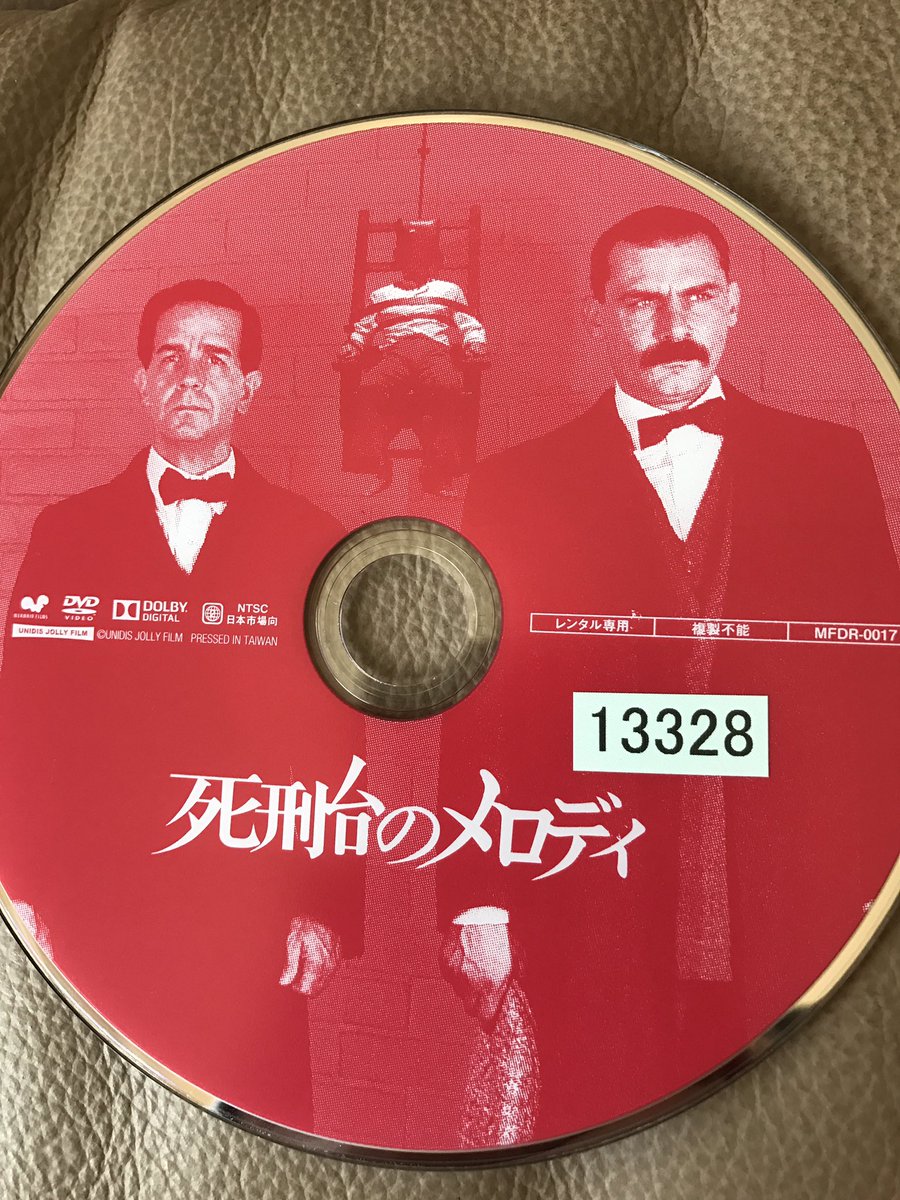 MERMAID FILMS
DVD
VIDEO
DOLBY
DIGITAL
NTSC
日本市場向
UNIDIS JOLLY FILM
©UNIDIS JOLLY FILM PRESSED IN TAIWAN
レンタル専用
複製不能
MFDR-0017
13328
死刑台のメロディ